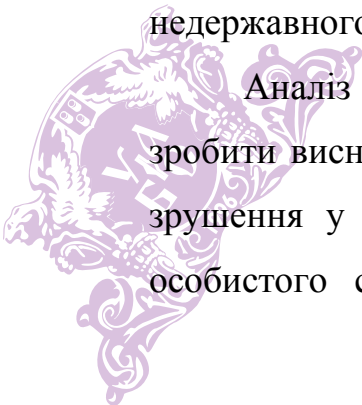 недержавного
Аналіз
зробити висн
зрушення у
особистого с